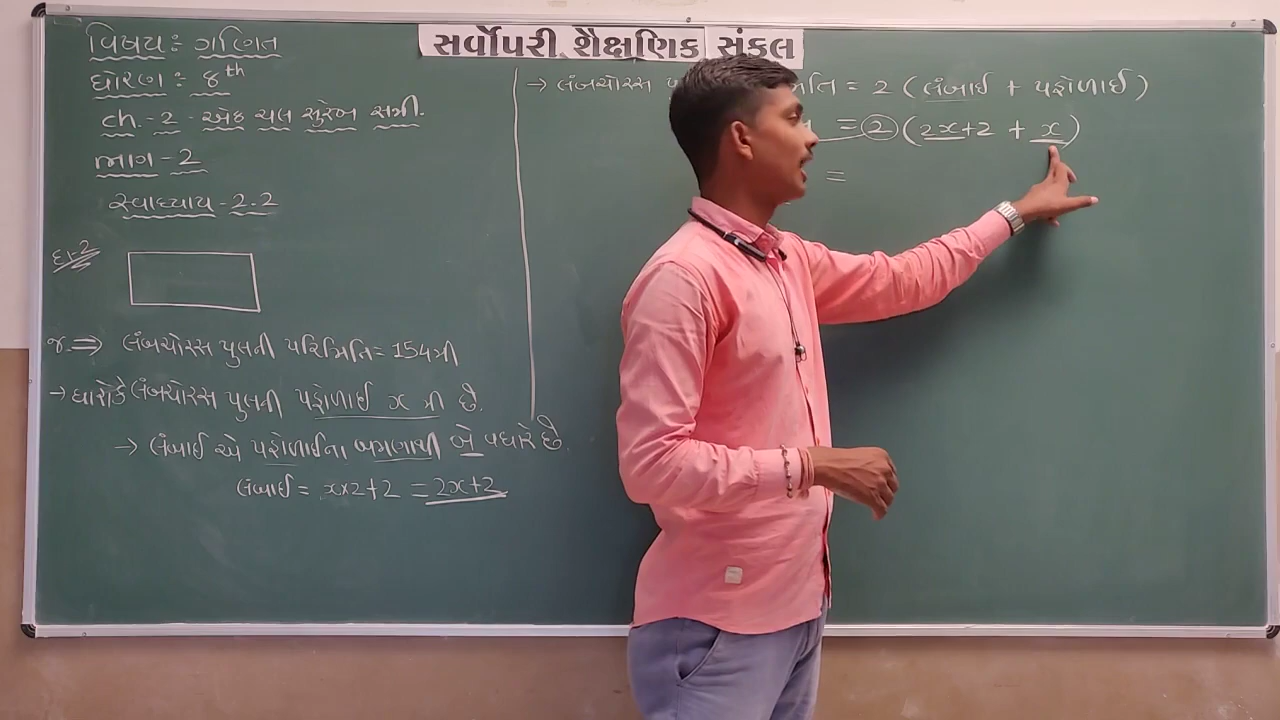 સર્વોપરી શૈક્ષણિક સંકુલ
વિષય : ગણિત
ધોરણ : 8th
ch.-2 - એક ચલ સુરેખ સમી.
ભાગ-2
સ્વાધ્યાય-2.2
દા-2
જ. ⇒ લંબચોરસ પુલની પરિમિતિ = 154મી
→ ધારોકે લંબચોરસ પુલની પહોળાઈ x મી છે.
→ લંબાઈ એ પહોળાઈના બમણાથી બે વધારે છે.
લંબાઈ = x×2+2 = 2x+2
→ લંબચોરસ = 2 ( લંબાઈ + પહોળાઈ )
= 2 ( 2x+2 + x )
=